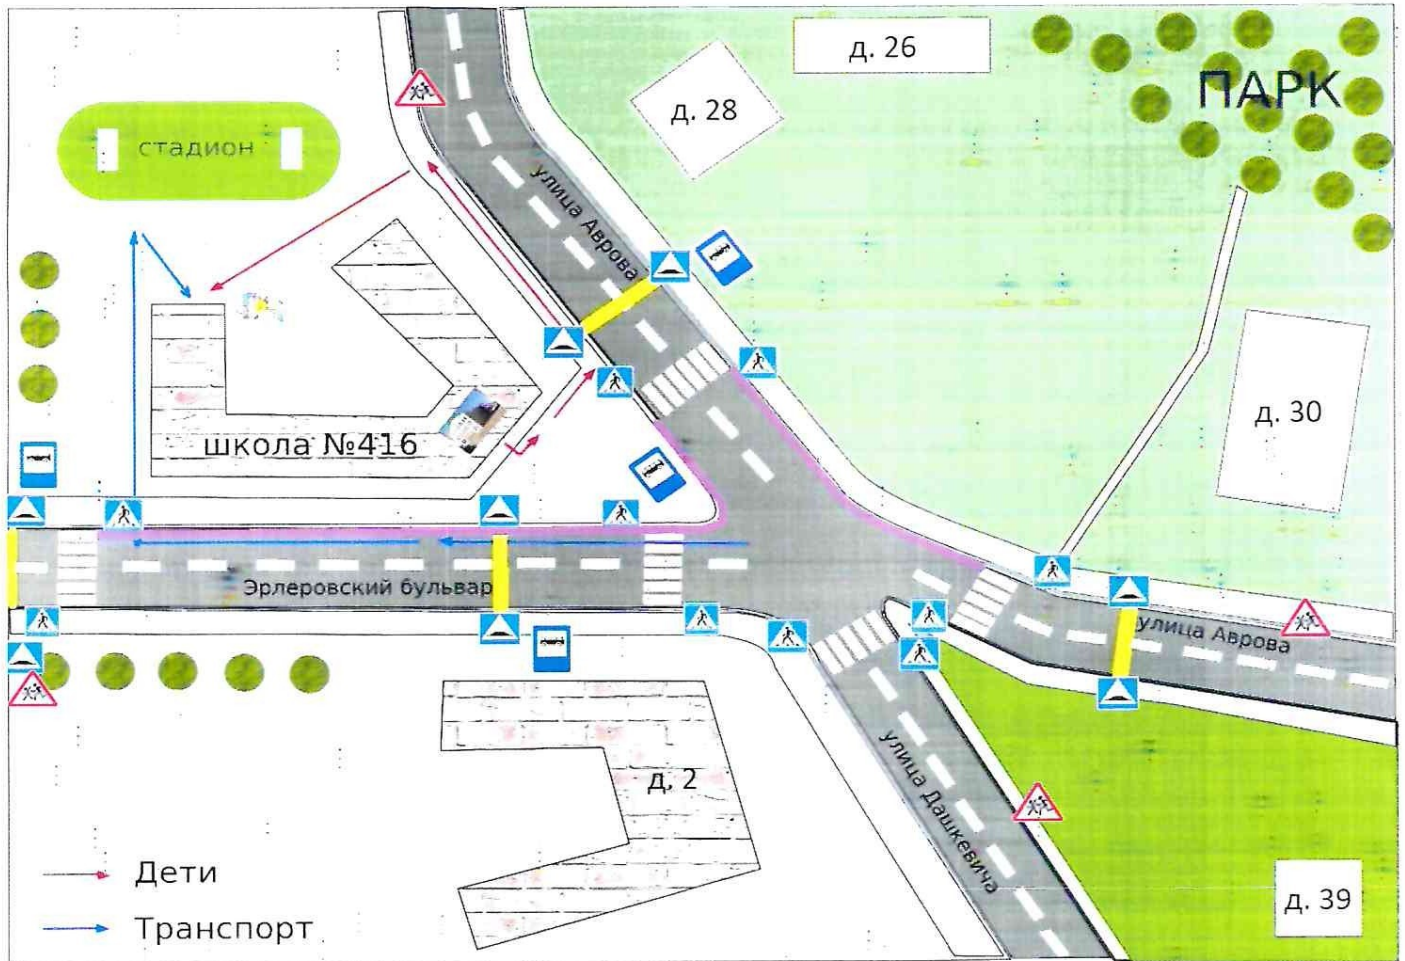 д. 26
ПАРК
д. 28
стадион
улица Аврова
д. 30
школа №416
Эрлеровский бульвар
улица Аврова
д. 2
улица Дашкевича
Дети
д. 39
Транспорт